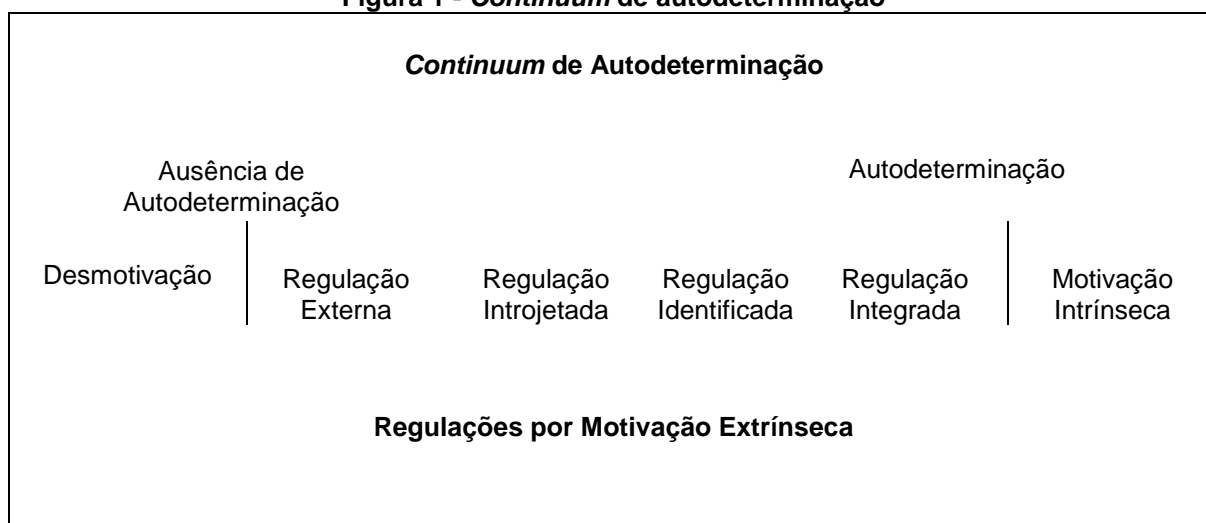 Figura 1 - Continuum de autodeterminação
Continuum de Autodeterminação
Ausência de
Autodeterminação
Autodeterminação
Desmotivação
Regulação
Externa
Regulação
Introjetada
Regulação
Identificada
Regulação
Integrada
Motivação
Intrínseca
Regulações por Motivação Extrínseca